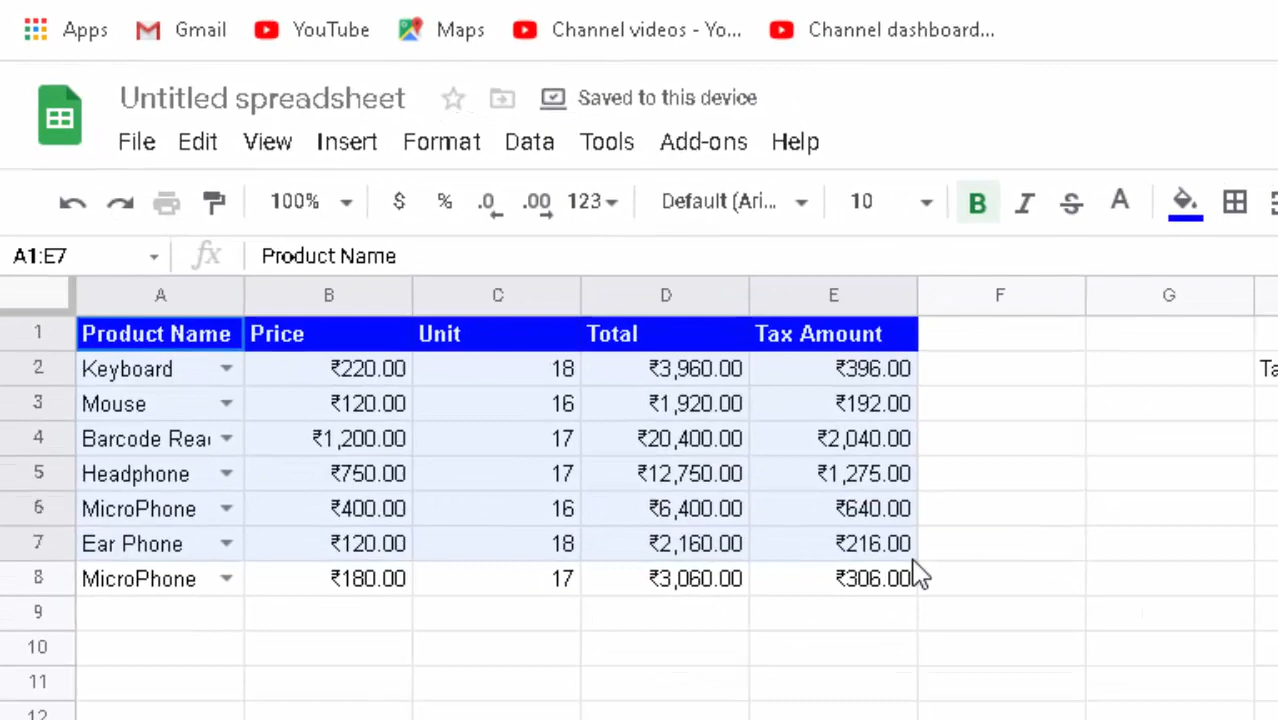 Apps Gmail YouTube Maps Channel videos - Yo... Channel dashboard...
Untitled spreadsheet Saved to this device
File Edit View Insert Format Data Tools Add-ons Help
100% $ % .0 .00 123 Default (Ari... 10 B I S A
A1:E7 fx Product Name
A B C D E F G
1 Product Name Price Unit Total Tax Amount
2 Keyboard ₹220.00 18 ₹3,960.00 ₹396.00
3 Mouse ₹120.00 16 ₹1,920.00 ₹192.00
4 Barcode ₹1,200.00 17 ₹20,400.00 ₹2,040.00
5 Headphone ₹750.00 17 ₹12,750.00 ₹1,275.00
6 MicroPhone ₹400.00 16 ₹6,400.00 ₹640.00
7 Ear Phone ₹120.00 18 ₹2,160.00 ₹216.00
8 MicroPhone ₹180.00 17 ₹3,060.00 ₹306.00
9
10
11
12